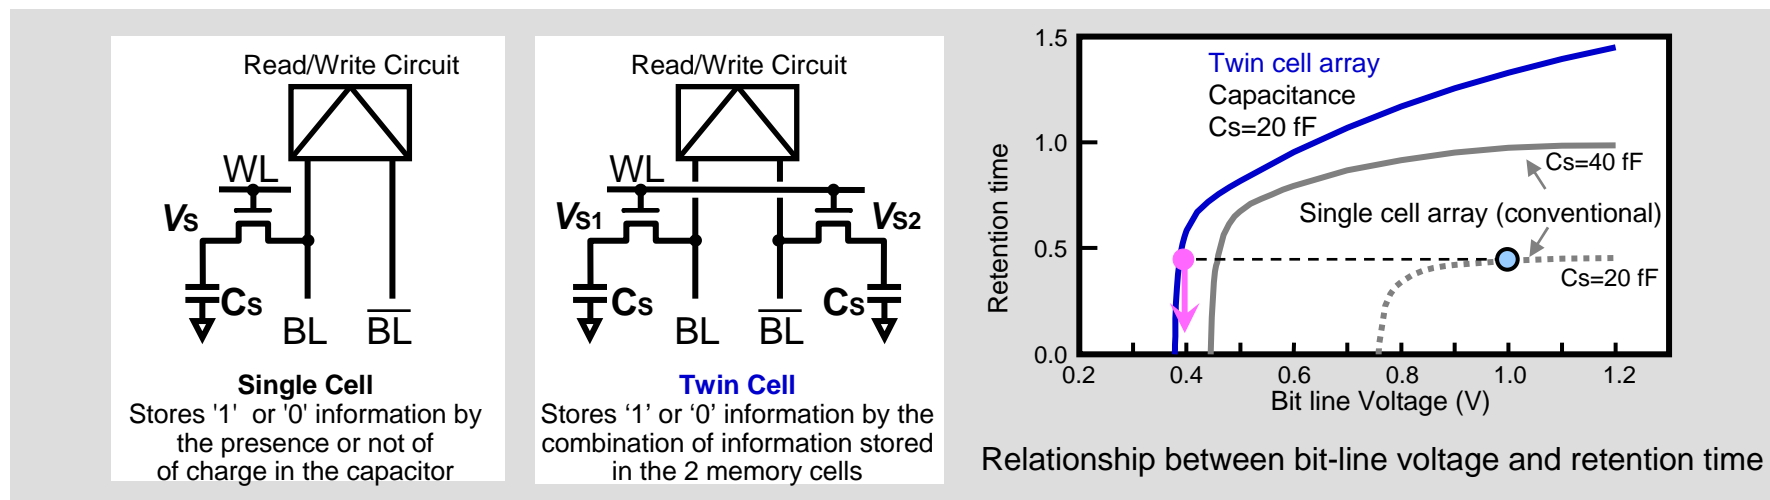 Read/Write Circuit
WL
VS
CS
BL
BL
Single Cell
Stores '1' or '0' information by
the presence or not of
of charge in the capacitor
Read/Write Circuit
WL
VS1
VS2
CS
CS
BL
BL
Twin Cell
Stores ‘1’ or ‘0’ information by the
combination of information stored
in the 2 memory cells
Retention time
1.5
1.0
0.5
0.0
Twin cell array
Capacitance
Cs=20 fF
Cs=40 fF
Single cell array (conventional)
Cs=20 fF
0.2 0.4 0.6 0.8 1.0 1.2
Bit line Voltage (V)
Relationship between bit-line voltage and retention time